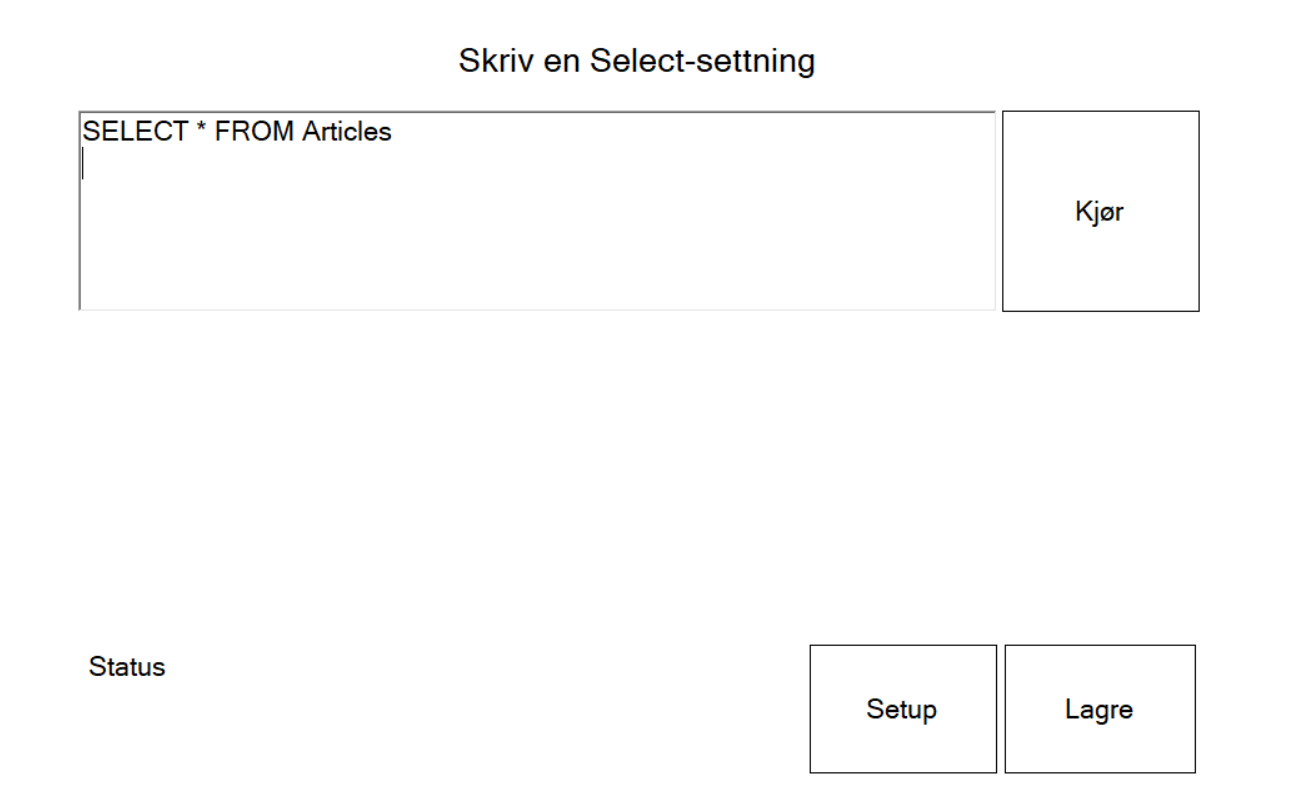 Skriv en Select-settning
SELECT * FROM Articles
Kjør
Status
Setup
Lagre